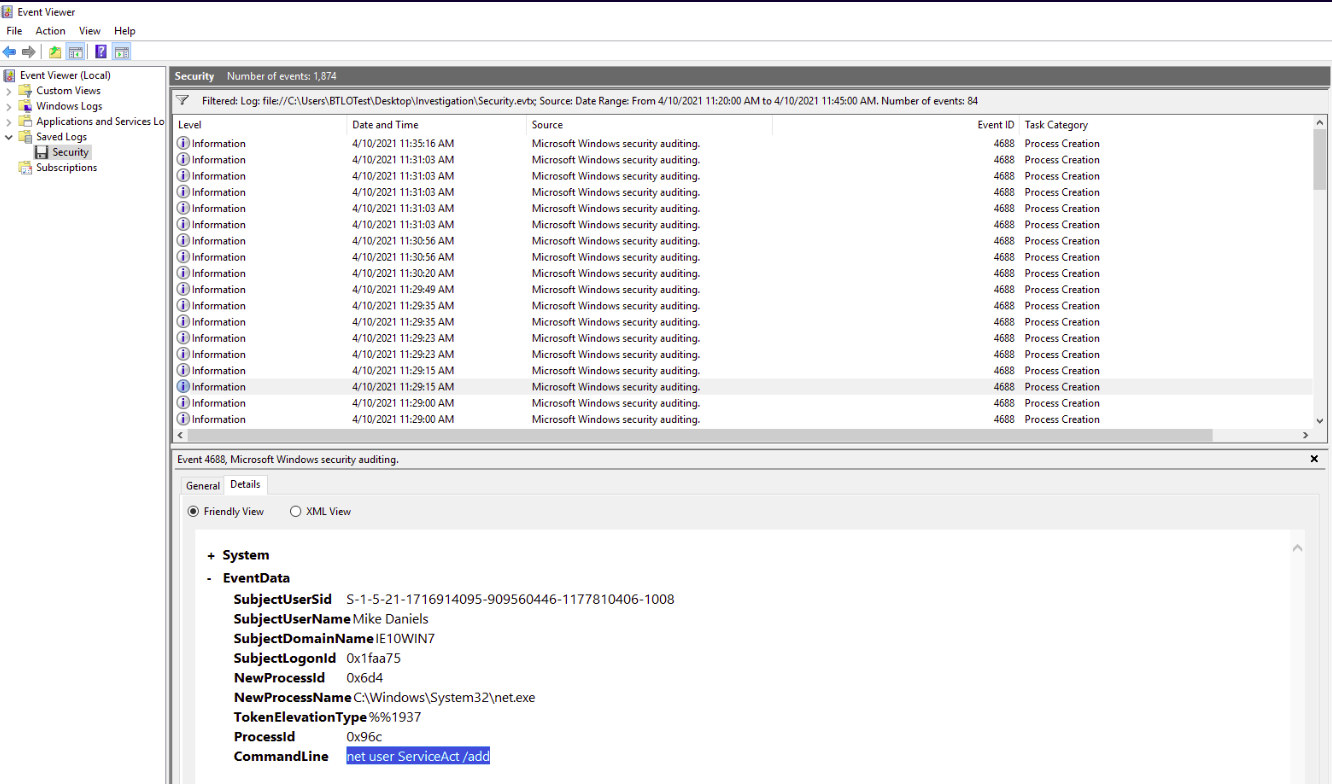 Event Viewer
File Action View Help
Event Viewer (Local)
Custom Views
Windows Logs
Applications and Services Lo
Saved Logs
Security
Subscriptions
Security Number of events: 1,874
Filtered: Log: file://C:\Users\BTLOTest\Desktop\Investigation\Security.evtx; Source: Date Range: From 4/10/2021 11:20:00 AM to 4/10/2021 11:45:00 AM. Number of events: 84
Level Date and Time Source Event ID Task Category
Information 4/10/2021 11:35:16 AM Microsoft Windows security auditing. 4688 Process Creation
Information 4/10/2021 11:31:03 AM Microsoft Windows security auditing. 4688 Process Creation
Information 4/10/2021 11:31:03 AM Microsoft Windows security auditing. 4688 Process Creation
Information 4/10/2021 11:31:03 AM Microsoft Windows security auditing. 4688 Process Creation
Information 4/10/2021 11:31:03 AM Microsoft Windows security auditing. 4688 Process Creation
Information 4/10/2021 11:31:03 AM Microsoft Windows security auditing. 4688 Process Creation
Information 4/10/2021 11:30:56 AM Microsoft Windows security auditing. 4688 Process Creation
Information 4/10/2021 11:30:56 AM Microsoft Windows security auditing. 4688 Process Creation
Information 4/10/2021 11:30:20 AM Microsoft Windows security auditing. 4688 Process Creation
Information 4/10/2021 11:29:49 AM Microsoft Windows security auditing. 4688 Process Creation
Information 4/10/2021 11:29:35 AM Microsoft Windows security auditing. 4688 Process Creation
Information 4/10/2021 11:29:35 AM Microsoft Windows security auditing. 4688 Process Creation
Information 4/10/2021 11:29:23 AM Microsoft Windows security auditing. 4688 Process Creation
Information 4/10/2021 11:29:23 AM Microsoft Windows security auditing. 4688 Process Creation
Information 4/10/2021 11:29:15 AM Microsoft Windows security auditing. 4688 Process Creation
Information 4/10/2021 11:29:15 AM Microsoft Windows security auditing. 4688 Process Creation
Information 4/10/2021 11:29:00 AM Microsoft Windows security auditing. 4688 Process Creation
Information 4/10/2021 11:29:00 AM Microsoft Windows security auditing. 4688 Process Creation
Event 4688, Microsoft Windows security auditing.
General Details
Friendly View XML View
+ System
- EventData
SubjectUserSid S-1-5-21-1716914095-909560446-1177810406-1008
SubjectUserName Mike Daniels
SubjectDomainName IE10WIN7
SubjectLogonId 0x1faa75
NewProcessId 0x6d4
NewProcessName C:\Windows\System32\net.exe
TokenElevationType %%1937
ProcessId 0x96c
CommandLine net user ServiceAct /add